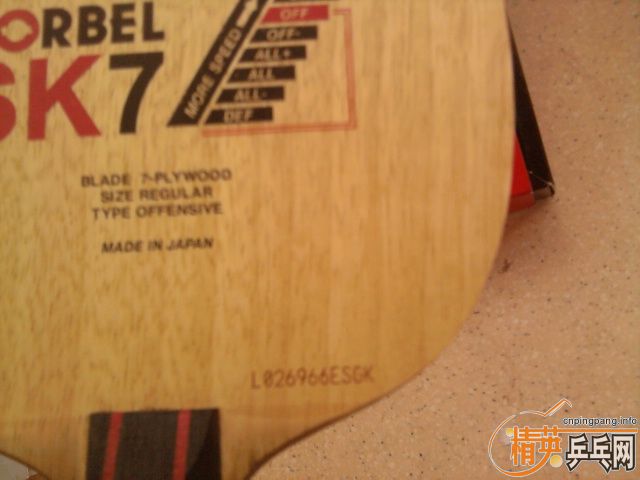 ORBEL
SK7
MORE SPEED
OFF
OFF-
ALL+
ALL
ALL-
DEF
BLADE 7-PLYWOOD
SIZE REGULAR
TYPE OFFENSIVE
MADE IN JAPAN
L026966ESGK
cnpingpang.info
精英乒乓网